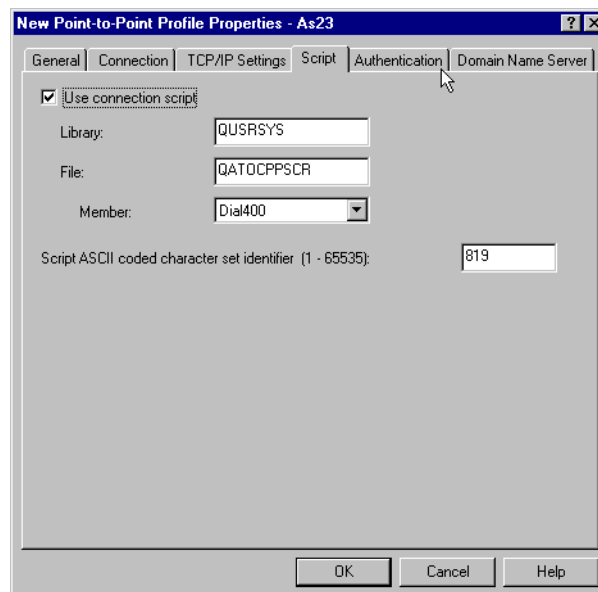 New Point-to-Point Profile Properties - As23
General Connection TCP/IP Settings Script Authentication Domain Name Server
Use connection script
Library: QUSRSYS
File: QATOCPPSCR
Member: Dial400
Script ASCII coded character set identifier (1 - 65535): 819
OK Cancel Help